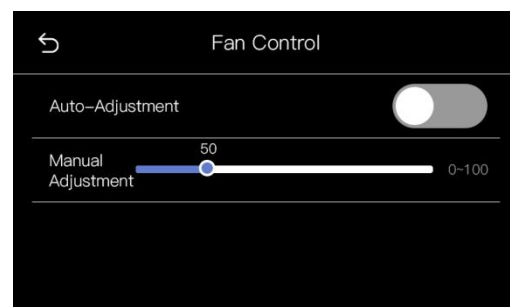 Fan Control
Auto–Adjustment
50
Manual
Adjustment
0~100